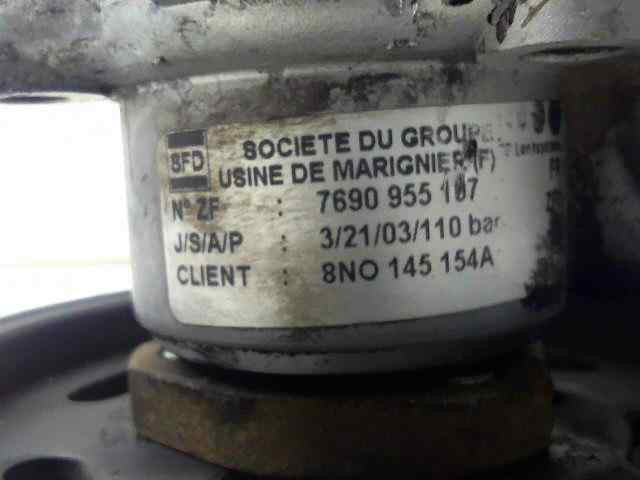 SFD
SOCIETE DU GROUPE
USINE DE MARIGNIER (F)
N° ZF : 7690 955 107
J/S/A/P : 3/21/03/110 bar
CLIENT : 8NO 145 154A